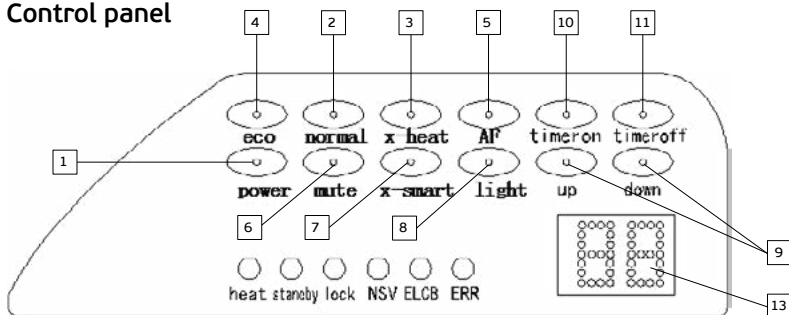 Control panel
4 2 3 5 10 11
eco normal x-heat AF timeron timeroff
1
power mute x-smart light up down
6 7 8
9
heat standby lock NSV ELCB ERR
13